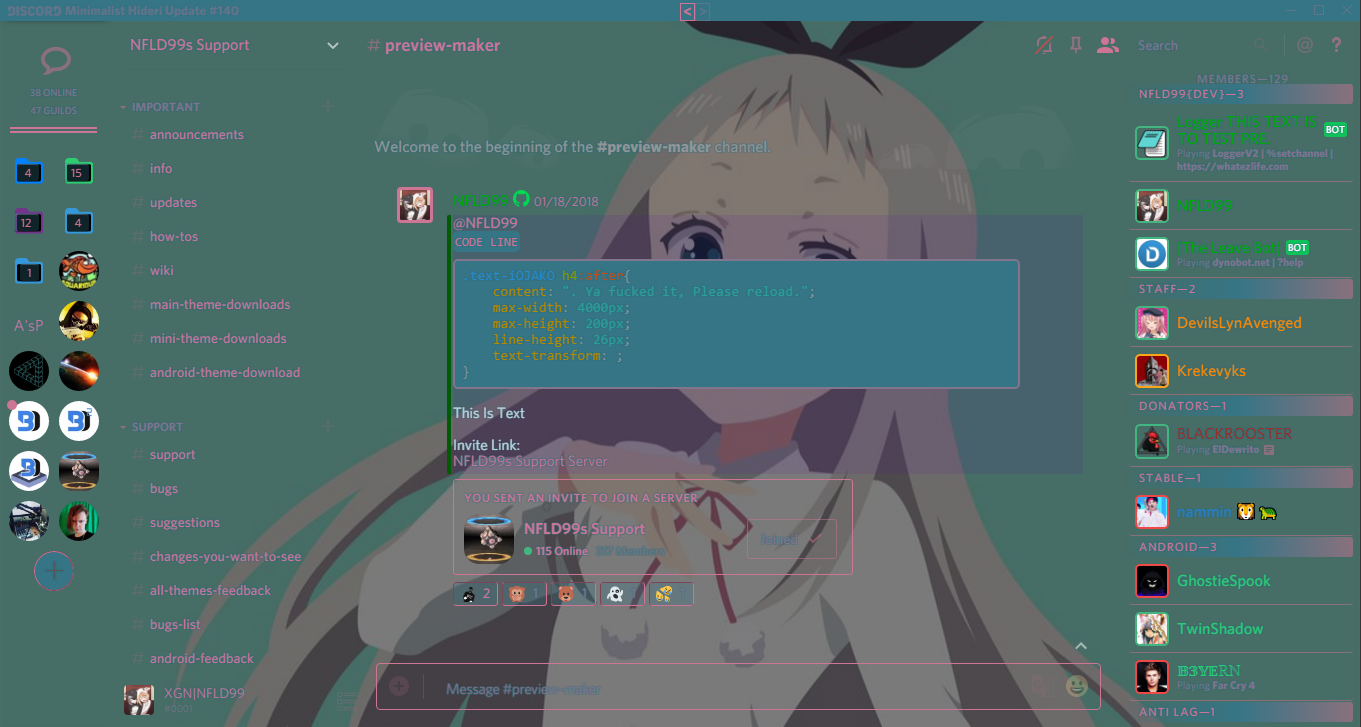 DISCORD Minimalist Hideri Update #140
< >
38 ONLINE
47 GUILDS
4
15
12
4
1
A'sP
NFLD99s Support
IMPORTANT
# announcements
# info
# updates
# how-tos
# wiki
# main-theme-downloads
# mini-theme-downloads
# android-theme-download
SUPPORT
# support
# bugs
# suggestions
# changes-you-want-to-see
# all-themes-feedback
# bugs-list
# android-feedback
XGN|NFLD99
#0001
# preview-maker
Search
Welcome to the beginning of the #preview-maker channel.
NFLD99 01/18/2018
@NFLD99
CODE LINE
.text-iOJAKO h4:after{
content: ". Ya fucked it, Please reload.";
max-width: 4000px;
max-height: 200px;
line-height: 26px;
text-transform: ;
}
This Is Text
Invite Link:
NFLD99s Support Server
YOU SENT AN INVITE TO JOIN A SERVER
NFLD99s Support
115 Online
Joined
2
1
1
Message #preview-maker
MEMBERS—129
NFLD99{DEV}—3
Logger THIS TEXT IS
BOT
Playing LoggerV2 | %setchannel |
https://whatezlife.com
NFLD99
The Leave Bot! BOT
Playing dynobot.net | ?help
STAFF—2
DevilsLynAvenged
Krekevyks
DONATORS—1
BLACKROOSTER
Playing ElDewrito
STABLE—1
nammin
ANDROID—3
GhostieSpook
TwinShadow
B3YERN
Playing Far Cry 4
ANTI LAG—1